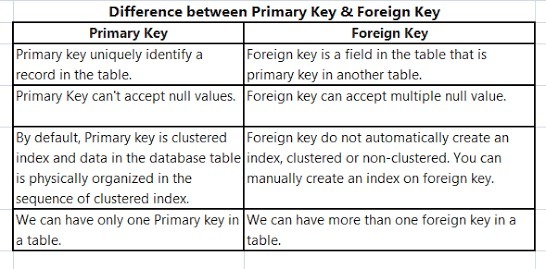 Difference between Primary Key & Foreign Key
Primary Key
Foreign Key
Primary key uniquely identify a
record in the table.
Foreign key is a field in the table that is
primary key in another table.
Primary Key can't accept null values.
Foreign key can accept multiple null value.
By default, Primary key is clustered
index and data in the database table
is physically organized in the
sequence of clustered index.
Foreign key do not automatically create an
index, clustered or non-clustered. You can
manually create an index on foreign key.
We can have only one Primary key in
a table.
We can have more than one foreign key in a
table.